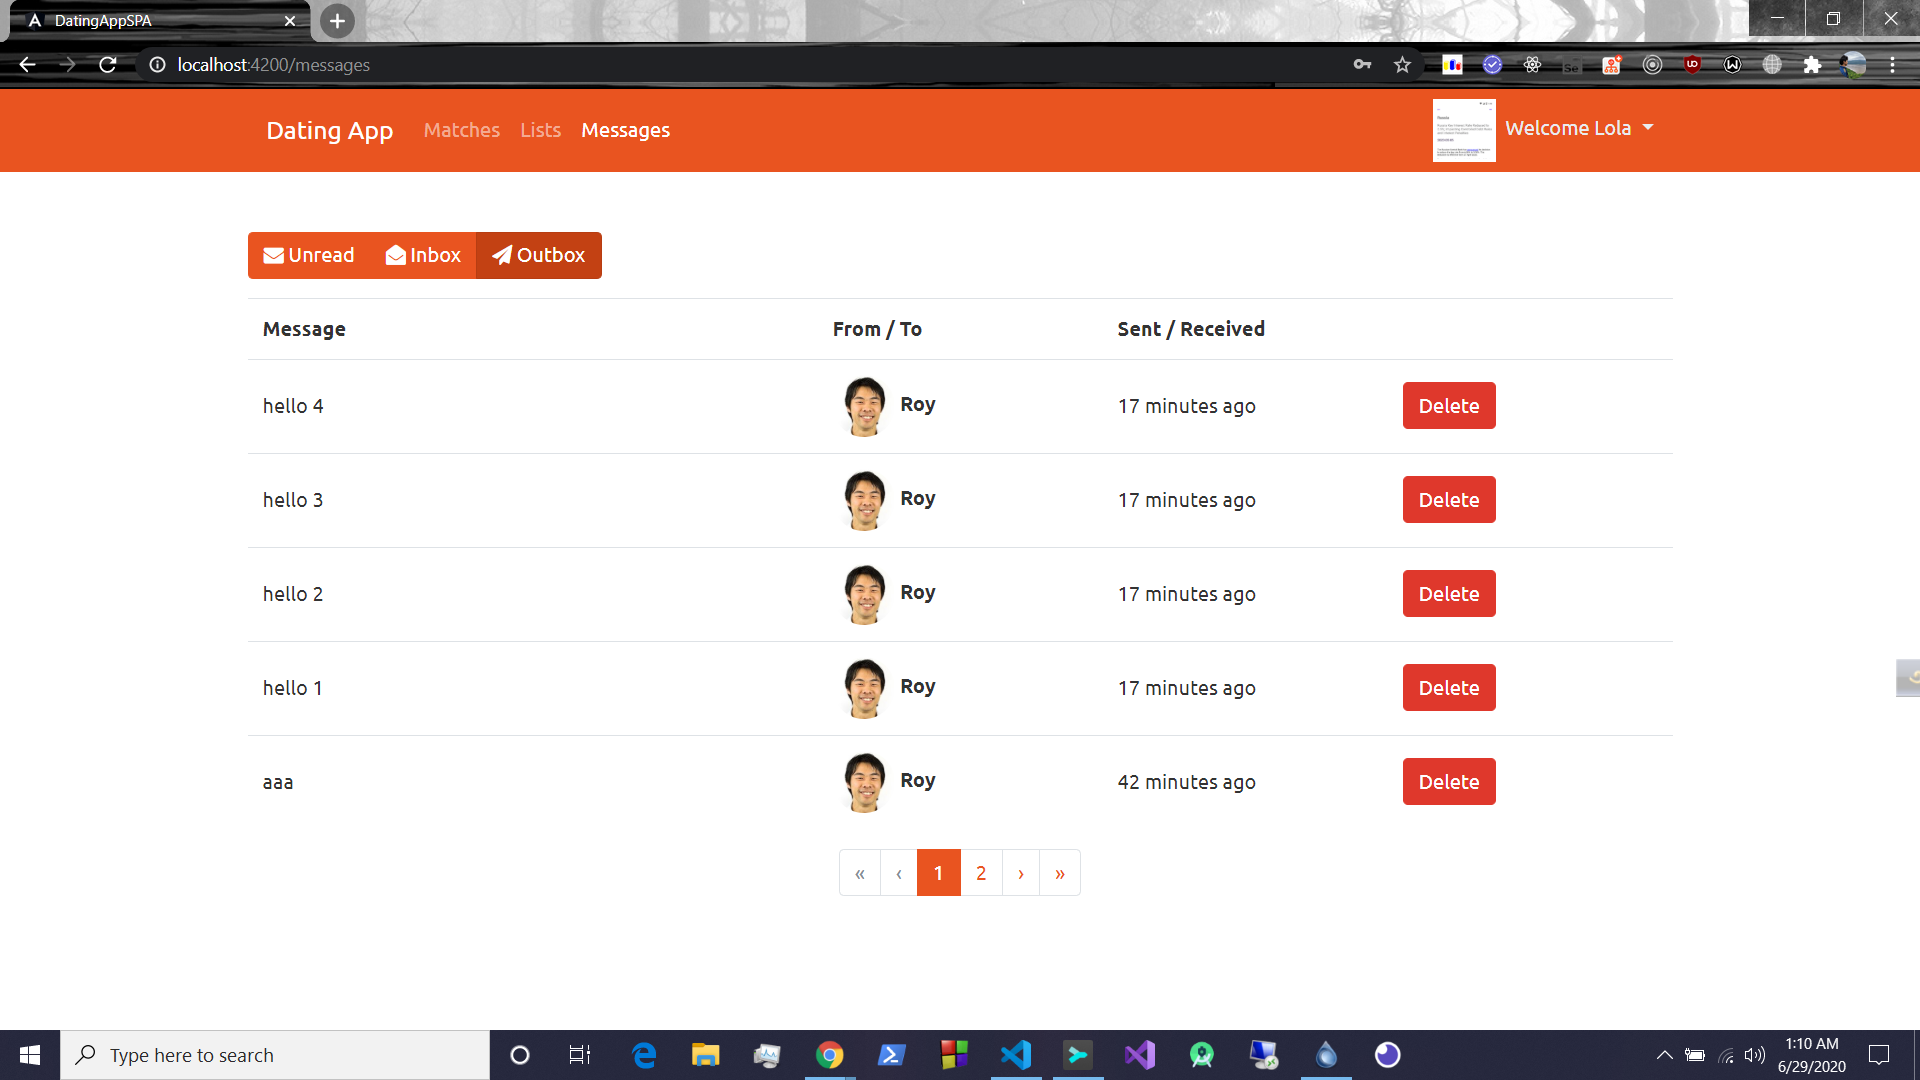 DatingAppSPA
localhost:4200/messages
Dating App Matches Lists Messages Welcome Lola
Unread Inbox Outbox
Message From / To Sent / Received
hello 4 Roy 17 minutes ago Delete
hello 3 Roy 17 minutes ago Delete
hello 2 Roy 17 minutes ago Delete
hello 1 Roy 17 minutes ago Delete
aaa Roy 42 minutes ago Delete
« ‹ 1 2 › »
Type here to search
1:10 AM
6/29/2020